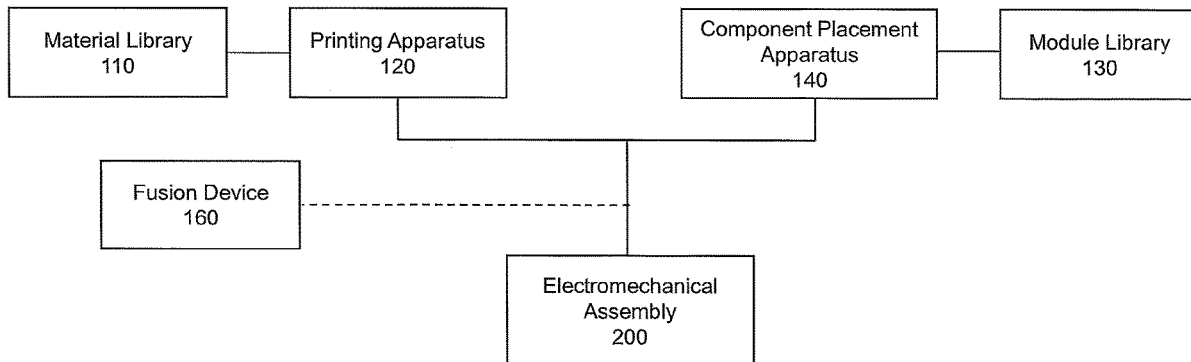 Material Library
110
Printing Apparatus
120
Component Placement
Apparatus
140
Module Library
130
Fusion Device
160
Electromechanical
Assembly
200